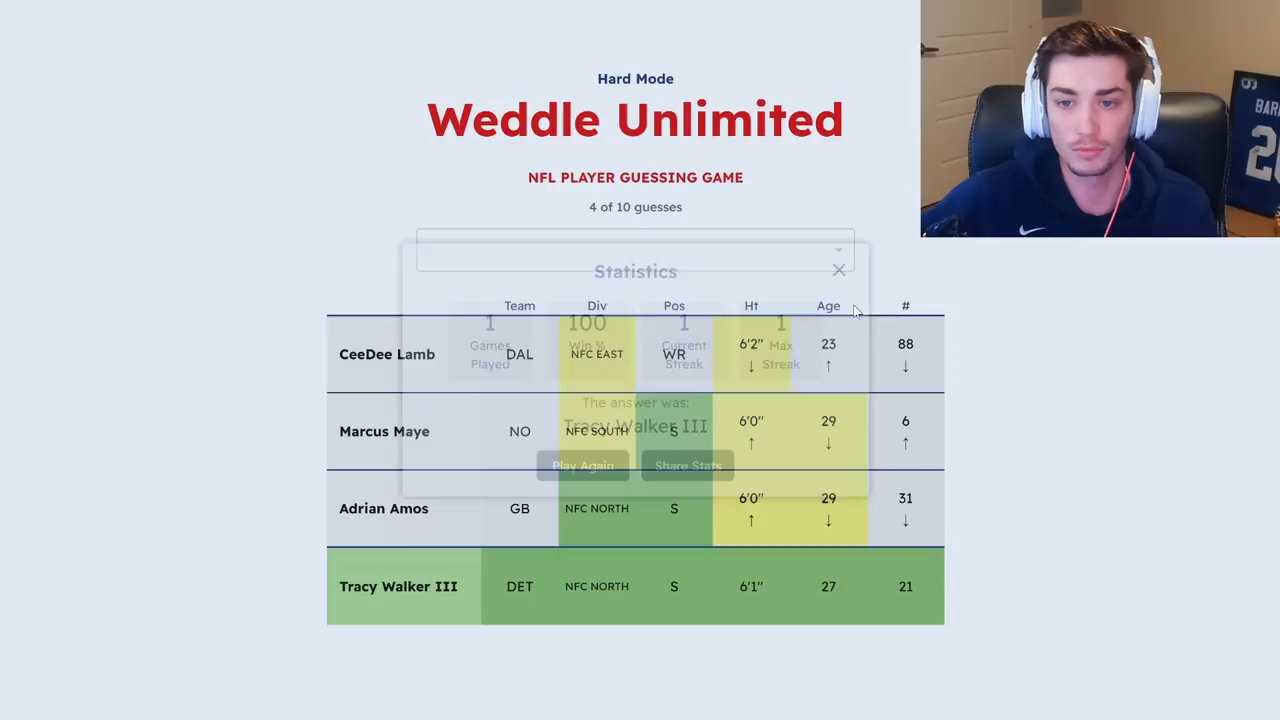 Hard Mode
Weddle Unlimited
NFL PLAYER GUESSING GAME
4 of 10 guesses
Statistics
1 100 1 1
Games Played Win % Current Streak Max Streak
The answer was:
Tracy Walker III
Play Again Share Stats
Team Div Pos Ht Age #
CeeDee Lamb DAL NFC EAST WR 6'2" ↓ 23 ↑ 88 ↓
Marcus Maye NO NFC SOUTH S 6'0" ↑ 29 ↓ 6 ↑
Adrian Amos GB NFC NORTH S 6'0" ↑ 29 ↓ 31 ↓
Tracy Walker III DET NFC NORTH S 6'1" 27 21
BAR